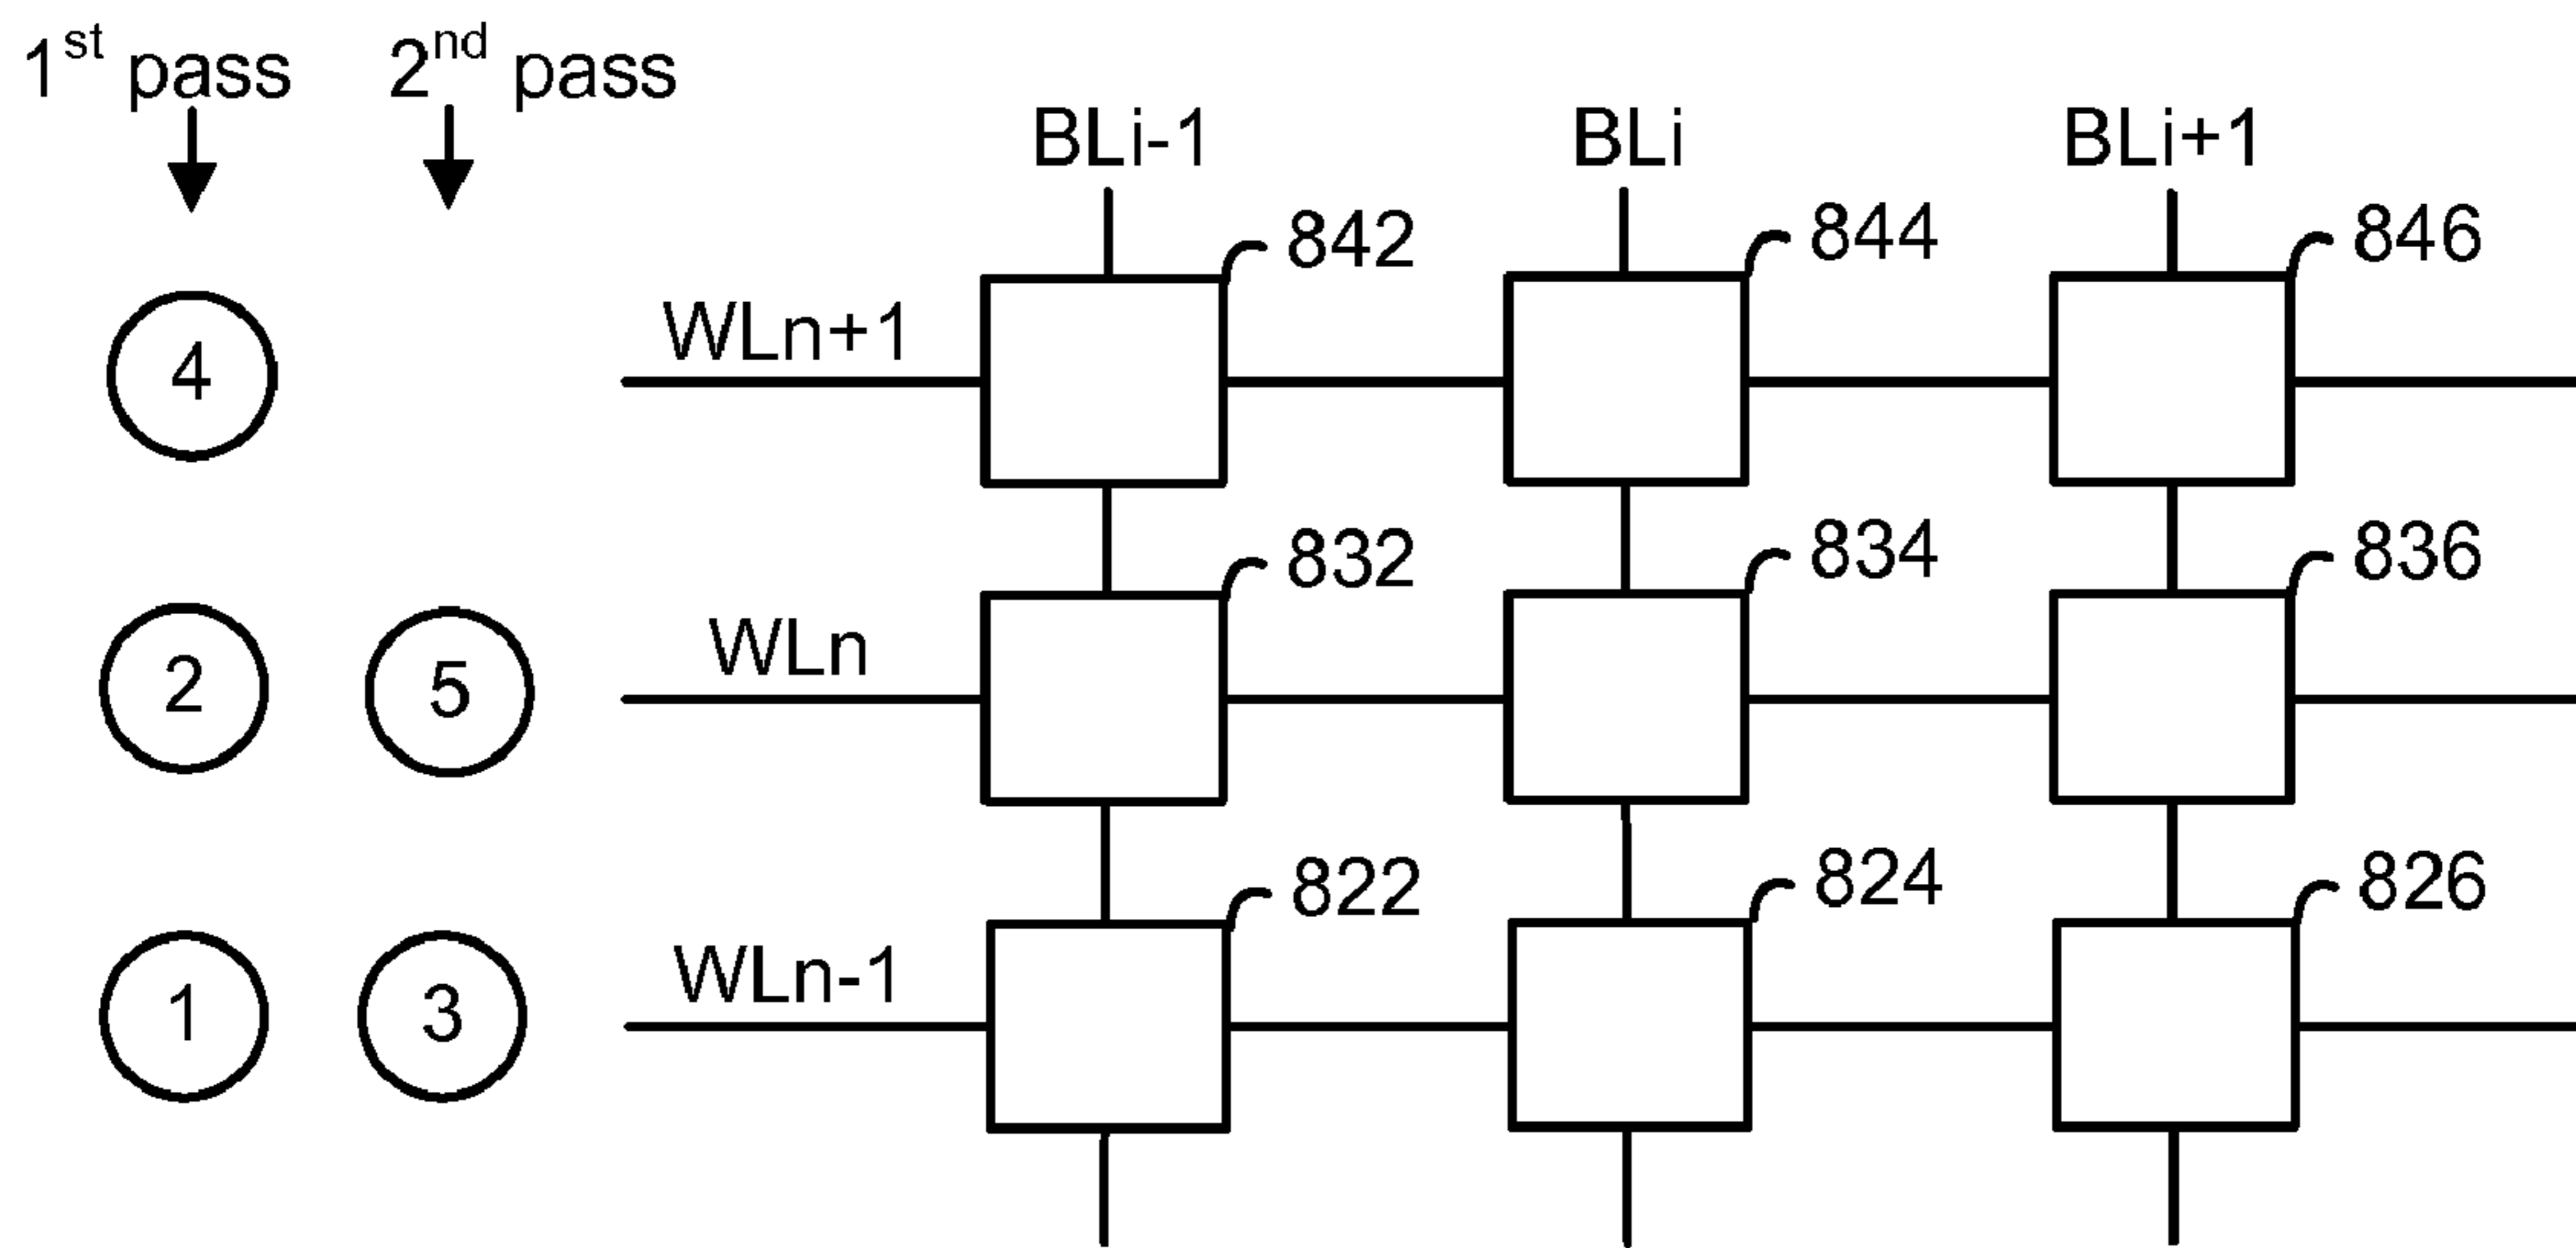 1st pass 2nd pass
BLi-1 BLi BLi+1
842 844 846
4 WLn+1
832 834 836
2 5 WLn
822 824 826
1 3 WLn-1